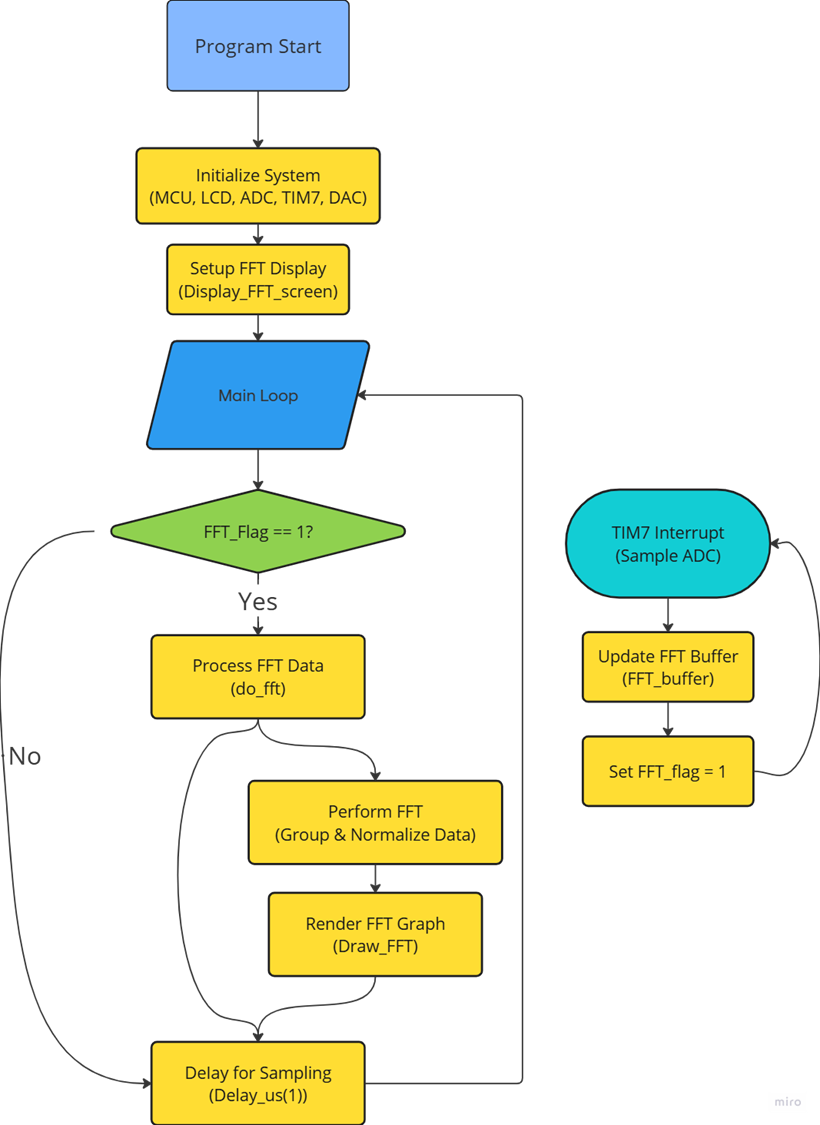 Program Start
Initialize System
(MCU, LCD, ADC, TIM7, DAC)
Setup FFT Display
(Display_FFT_screen)
Main Loop
FFT_Flag == 1?
Yes
Process FFT Data
(do_fft)
No
Perform FFT
(Group & Normalize Data)
Render FFT Graph
(Draw_FFT)
Delay for Sampling
(Delay_us(1))
TIM7 Interrupt
(Sample ADC)
Update FFT Buffer
(FFT_buffer)
Set FFT_flag = 1
miro